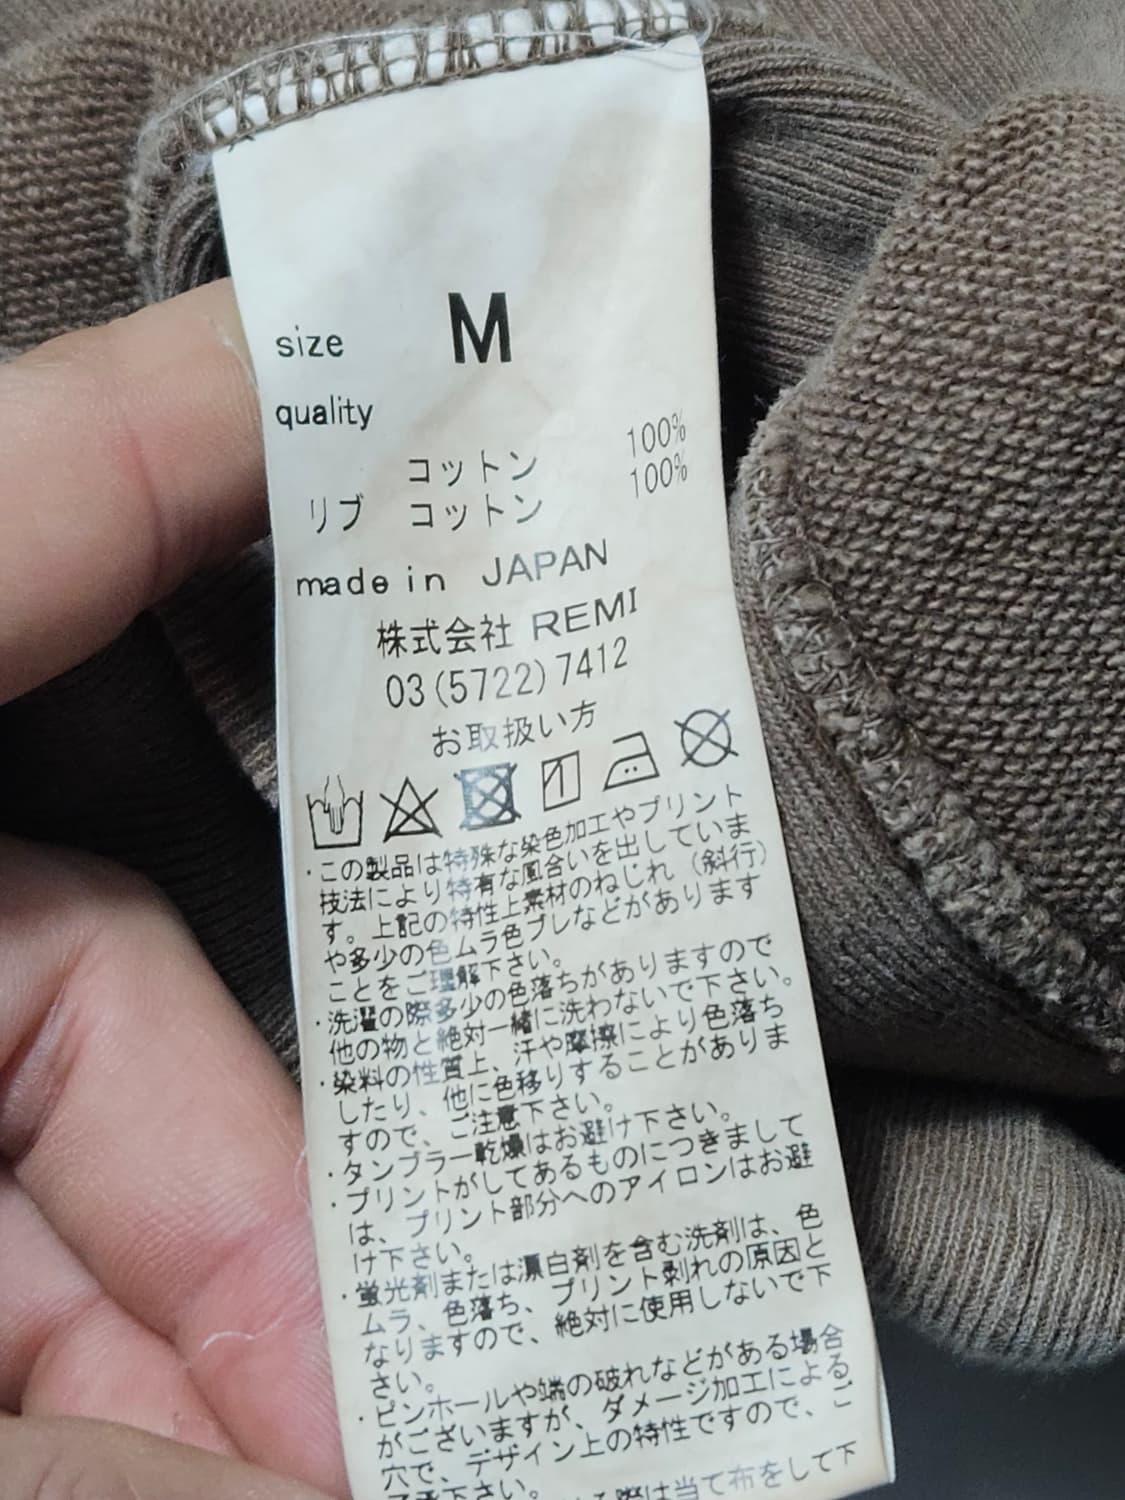 size M
quality
コットン 100%
リブ コットン 100%
made in JAPAN
株式会社 REMI
03(5722)7412
お取扱い方
・この製品は特殊な染色加工やプリント
技法により特有な風合いを出していま
す。上記の特性上素材のねじれ（斜行）
や多少の色ムラ色ブレなどがあります
ことをご理解下さい。
・洗濯の際多少の色落ちがありますので
他の物と絶対一緒に洗わないで下さい。
・染料の性質上、汗や摩擦により色落ち
したり、他に色移りすることがありま
すので、ご注意下さい。
・タンブラー乾燥はお避け下さい。
・プリントがしてあるものにつきまして
は、プリント部分へのアイロンはお避
け下さい。
・蛍光剤または漂白剤を含む洗剤は、色
ムラ、色落ち、プリント剥れの原因と
なりますので、絶対に使用しないで下
さい。
・ピンホールや端の破れなどがある場合
がございますが、ダメージ加工による
穴で、デザイン上の特性ですので、ご
了承下さい。
る際は当て布をして下